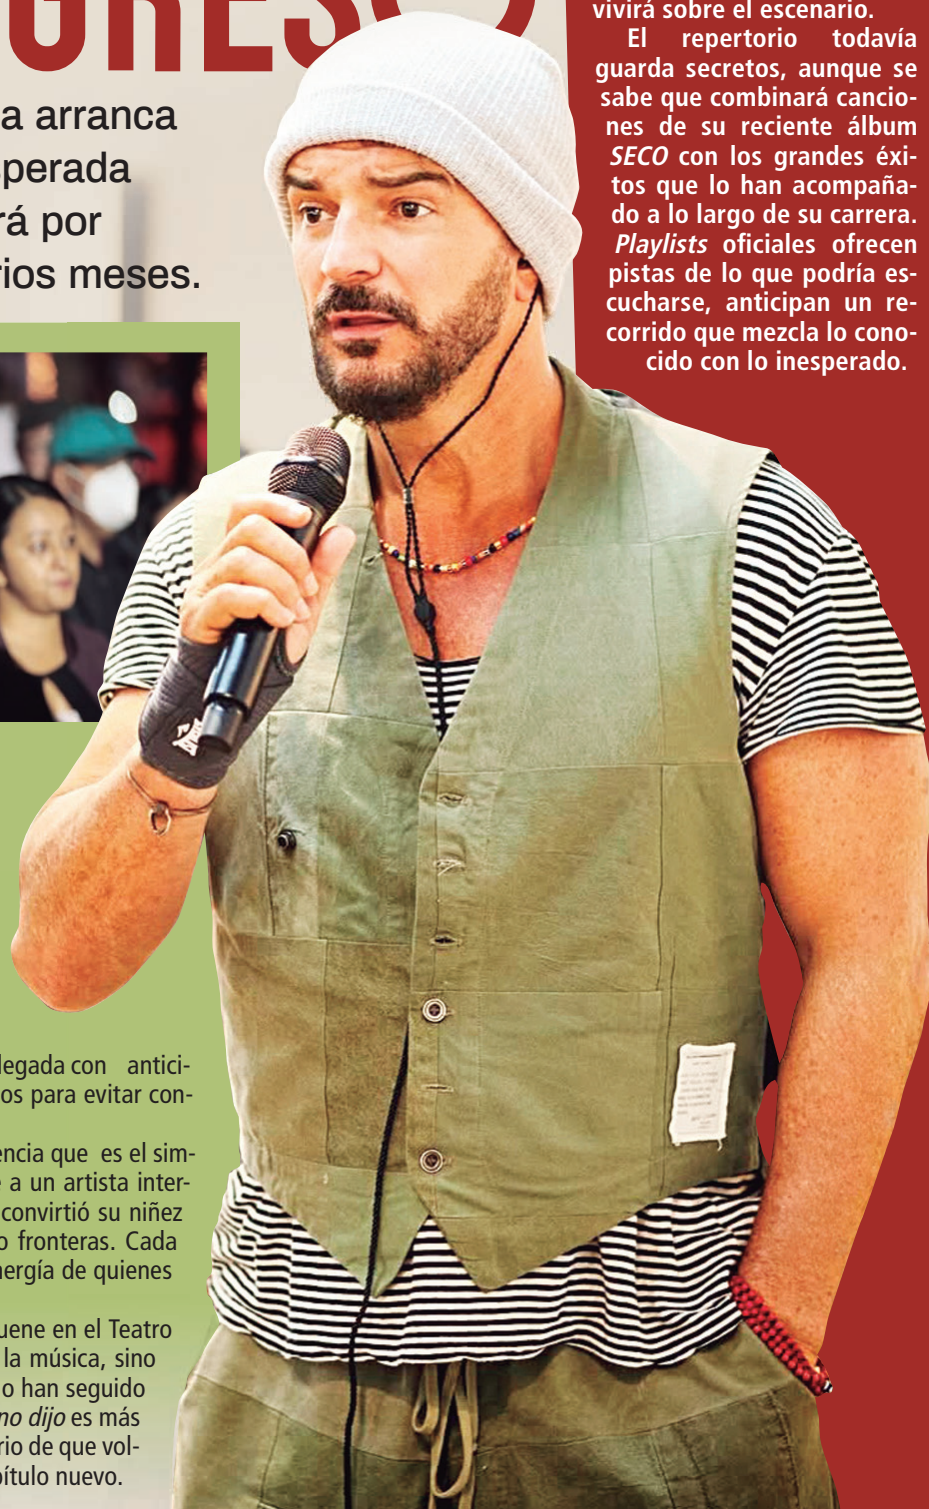 GRESO
a arranca
sperada
rá por
rios meses.
vivirá sobre el escenario.
El repertorio todavía
guarda secretos, aunque se
sabe que combinará cancio-
nes de su reciente álbum
SECO con los grandes éxi-
tos que lo han acompaña-
do a lo largo de su carrera.
Playlists oficiales ofrecen
pistas de lo que podría es-
cucharse, anticipan un re-
corrido que mezcla lo cono-
cido con lo inesperado.
legada con antici-
os para evitar con-
encia que es el sim-
e a un artista inter-
convirtió su niñez
o fronteras. Cada
nergía de quienes
uene en el Teatro
la música, sino
o han seguido
no dijo es más
rio de que vol-
pítulo nuevo.